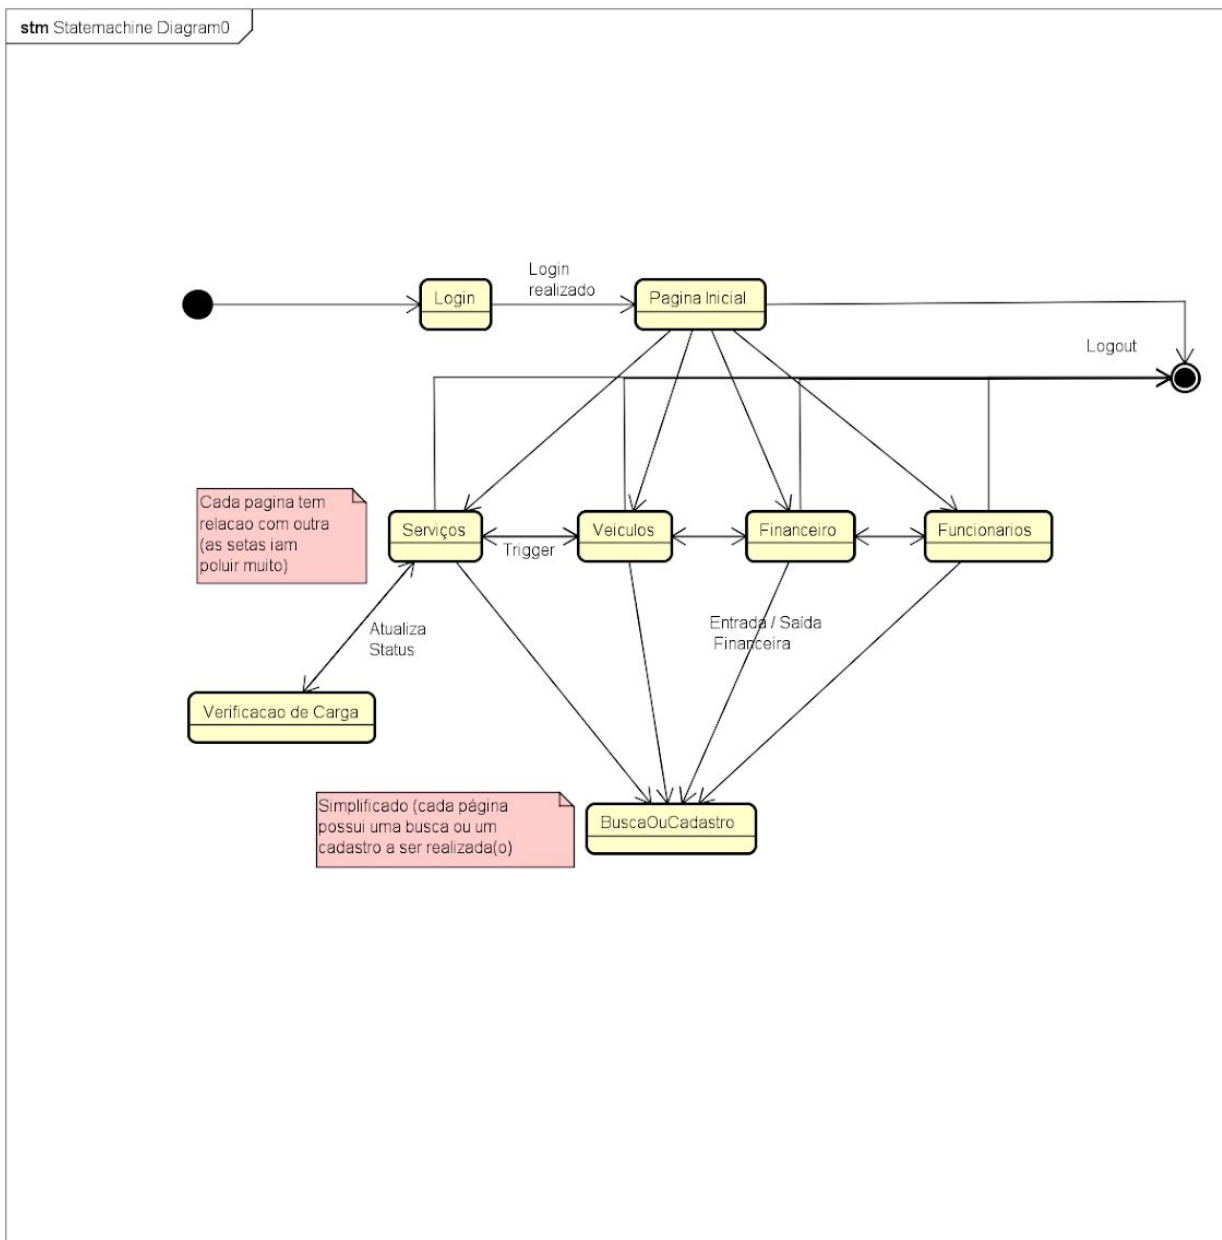 stm Statemachine Diagram0
Login
realizado
Login
Pagina Inicial
Logout
Cada pagina tem
relacao com outra
(as setas iam
poluir muito)
Serviços
Trigger
Veiculos
Financeiro
Funcionarios
Atualiza
Status
Entrada / Saída
Financeira
Verificacao de Carga
Simplificado (cada página
possui uma busca ou um
cadastro a ser realizada(o)
BuscaOuCadastro